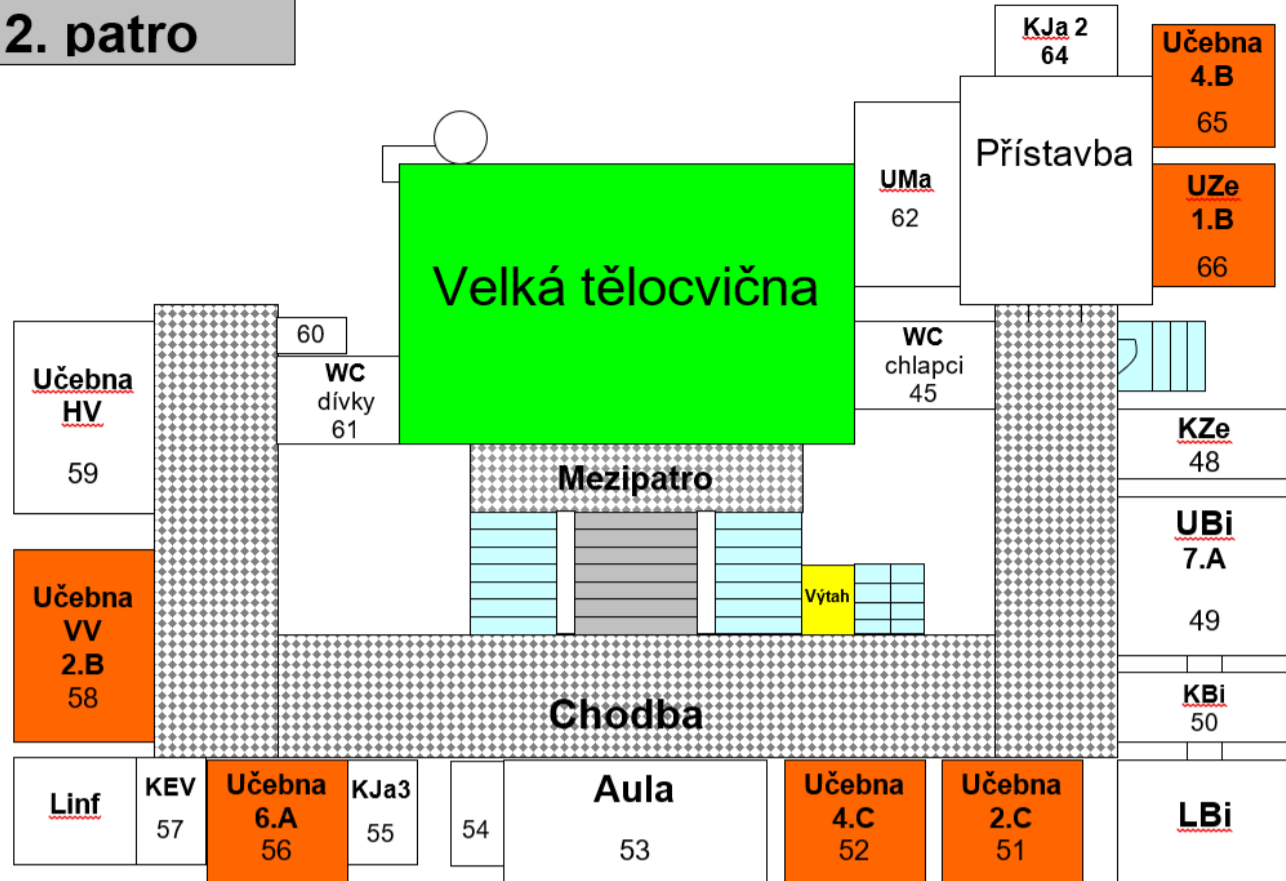 2. patro
KJa 2
64
Učebna
4.B
65
Přístavba
UMa
62
UZe
1.B
66
Velká tělocvična
60
WC
dívky
61
WC
chlapci
45
Učebna
HV
59
KZe
48
Mezipatro
UBi
7.A
49
Výtah
Učebna
VV
2.B
58
KBi
50
Chodba
Linf
KEV
57
Učebna
6.A
56
KJa3
55
54
Aula
53
Učebna
4.C
52
Učebna
2.C
51
LBi